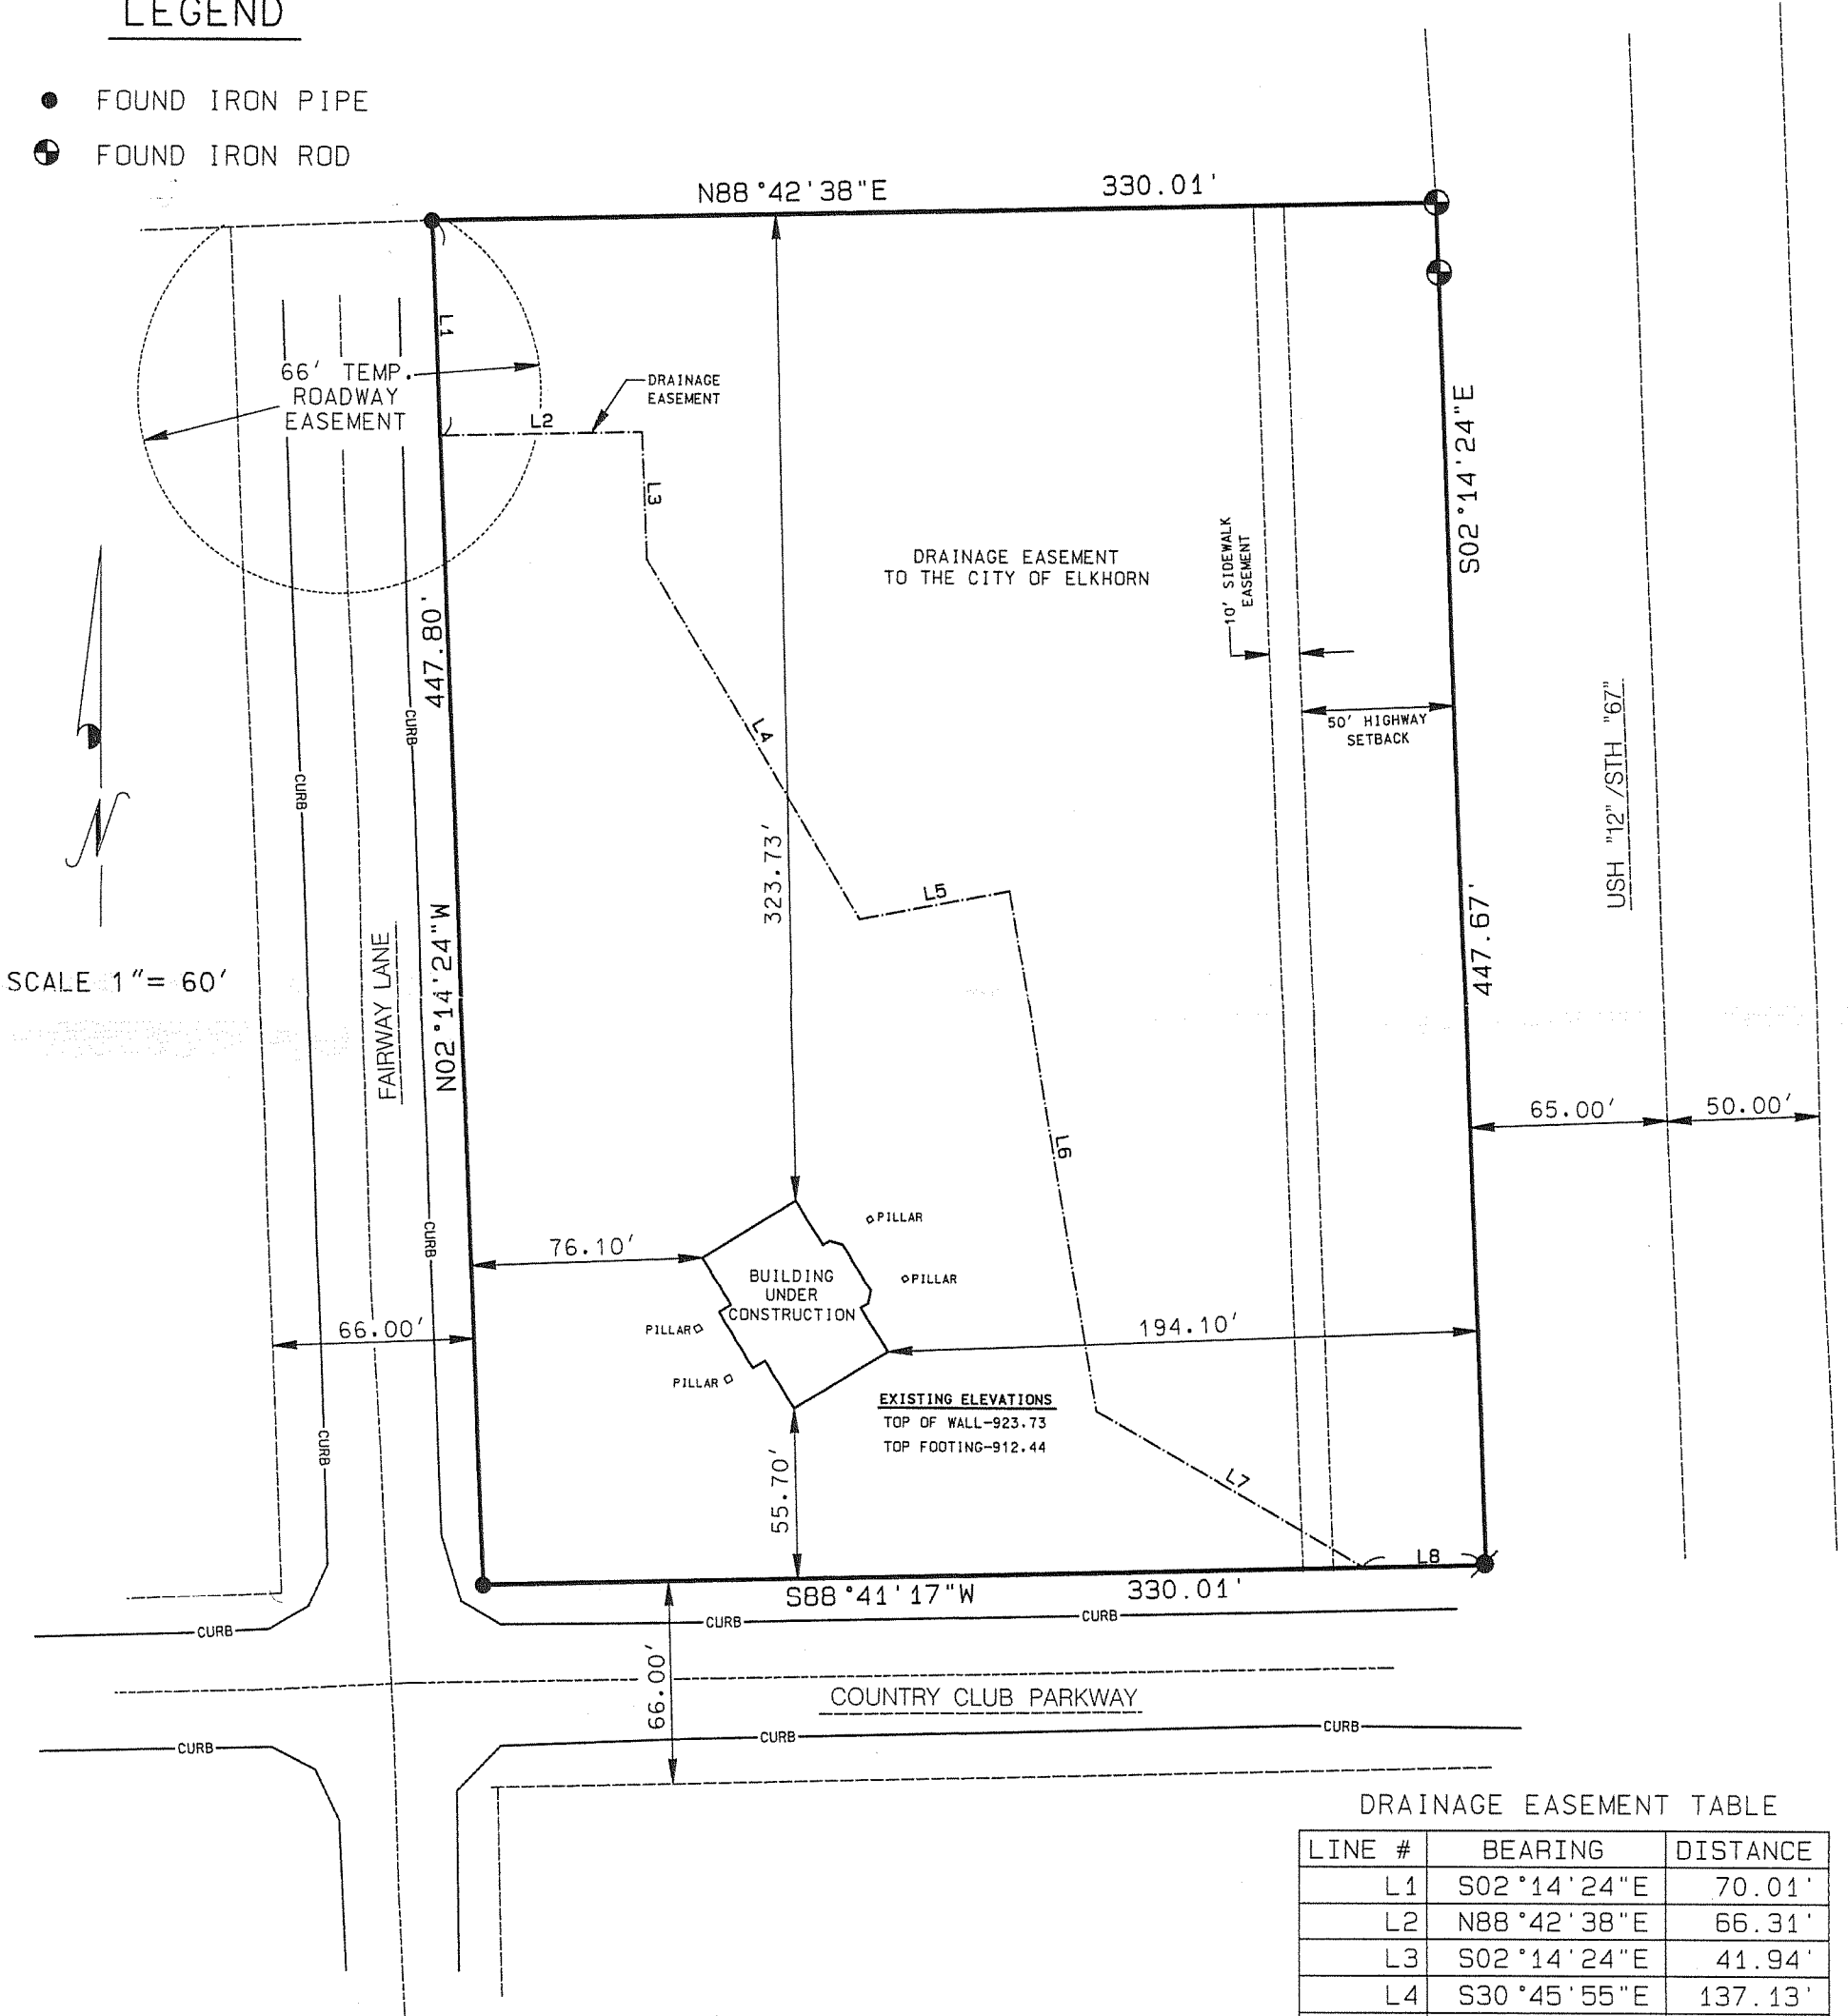 LEGEND
FOUND IRON PIPE
FOUND IRON ROD
N88°42'38"E
330.01'
L1
66' TEMP.
ROADWAY
EASEMENT
DRAINAGE
EASEMENT
L2
L3
S02°14'24"E
DRAINAGE EASEMENT
TO THE CITY OF ELKHORN
10' SIDEWALK
EASEMENT
447.80'
CURB
CURB
L4
50' HIGHWAY
SETBACK
USH "12"/STH "67"
323.73'
L5
447.67'
N
SCALE 1"= 60'
FAIRWAY LANE
N02°14'24"W
65.00'
50.00'
L6
PILLAR
CURB
76.10'
PILLAR
BUILDING
UNDER
CONSTRUCTION
PILLAR
66.00'
194.10'
PILLAR
EXISTING ELEVATIONS
TOP OF WALL-923.73
TOP FOOTING-912.44
CURB
55.70'
L7
L8
S88°41'17"W
330.01'
CURB
CURB
CURB
66.00'
COUNTRY CLUB PARKWAY
CURB
CURB
CURB
DRAINAGE EASEMENT TABLE
LINE # BEARING DISTANCE
L1 S02°14'24"E 70.01'
L2 N88°42'38"E 66.31'
L3 S02°14'24"E 41.94'
L4 S30°45'55"E 137.13'